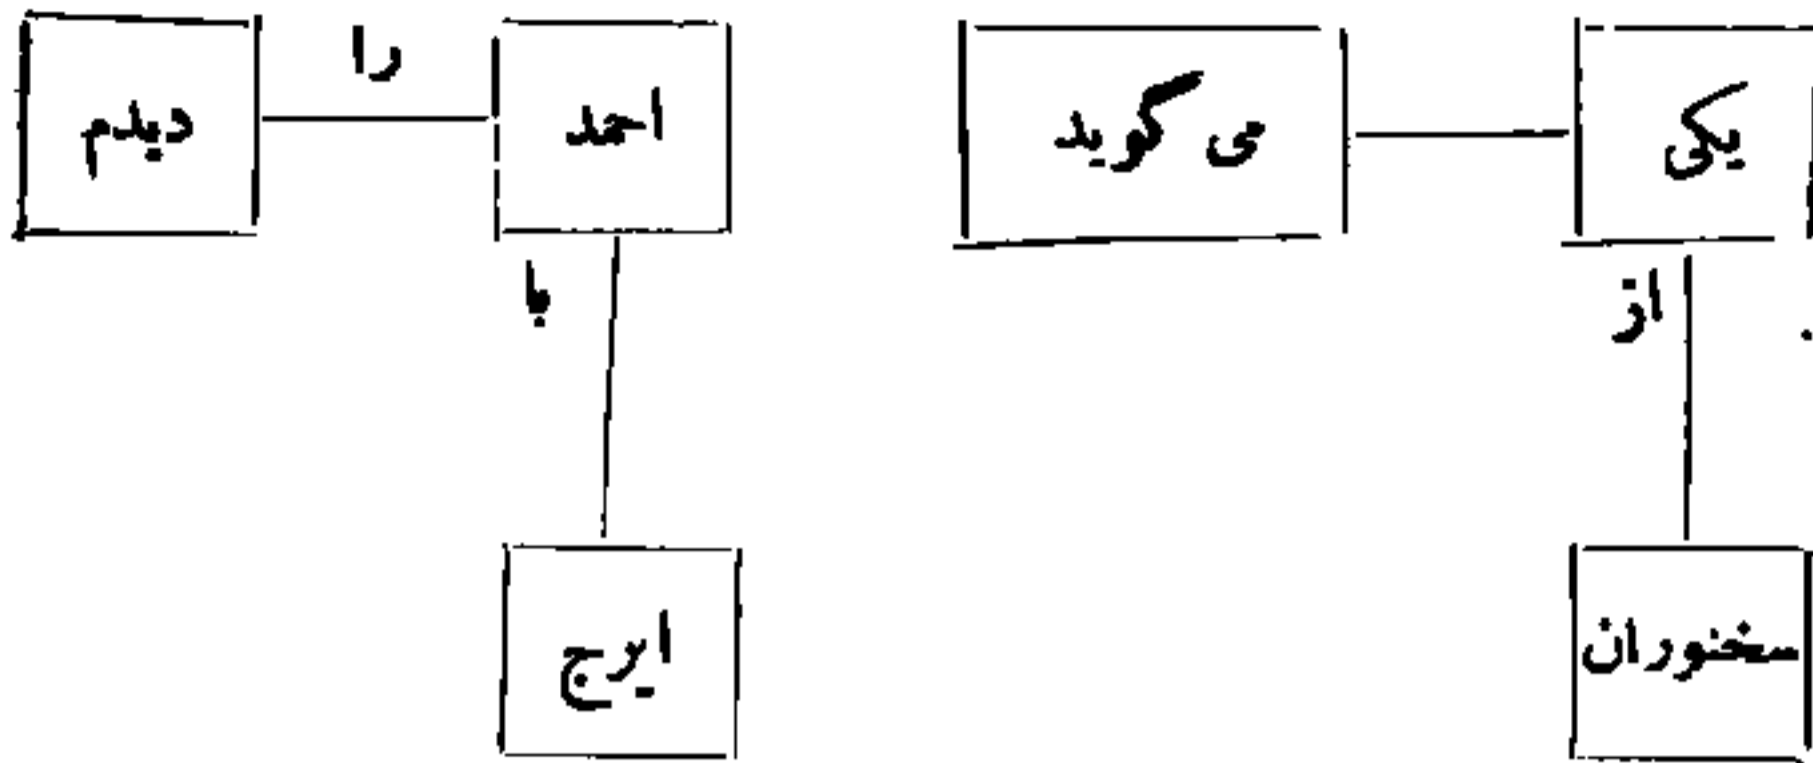 یکی می گوید
از
سخنوران
احمد را دیدم
با
ایرج